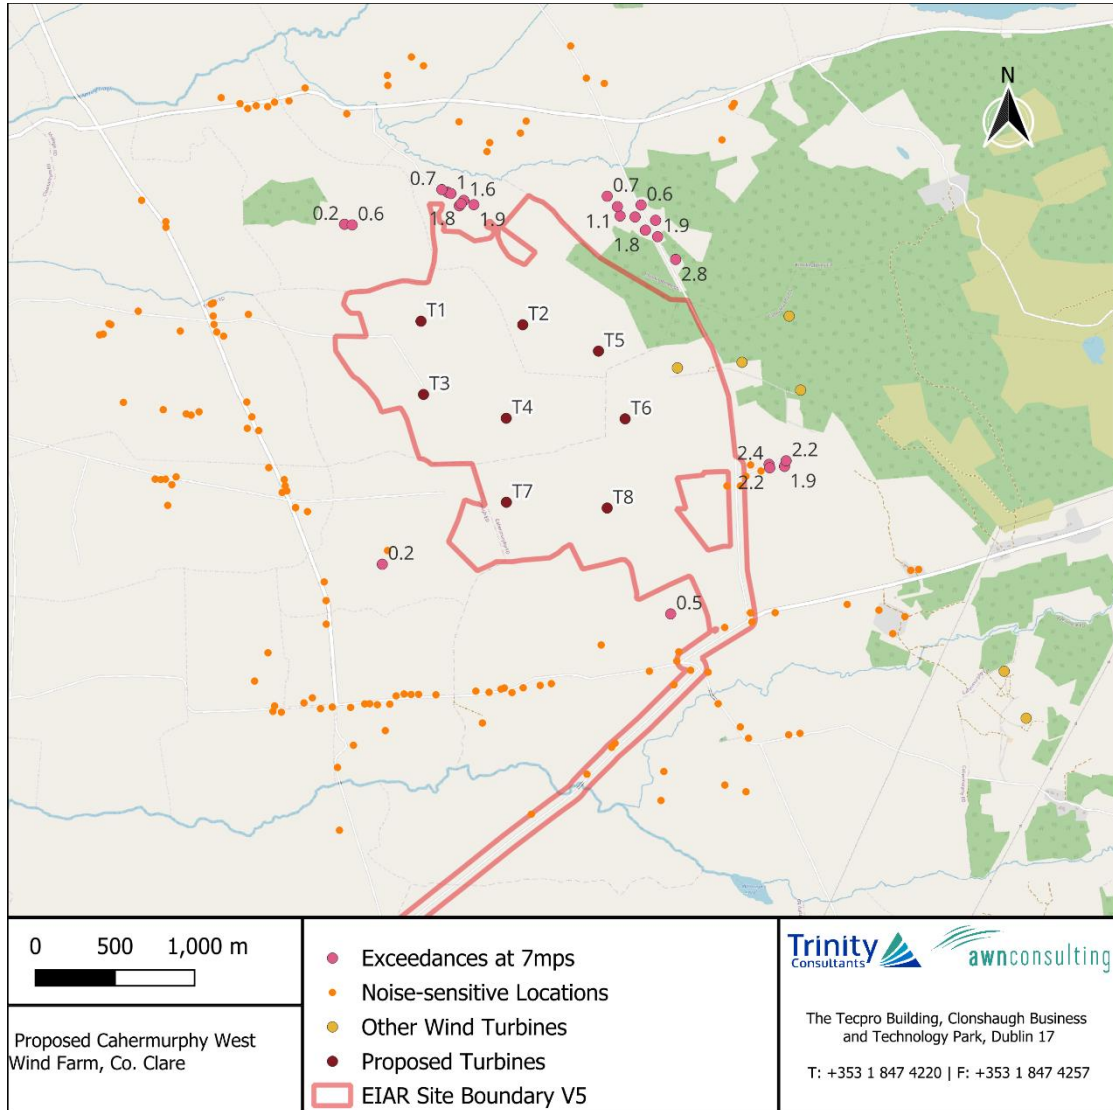 N
0.7
1
1.6
0.7
0.6
0.2
0.6
1.8
1.9
1.1
1.9
1.8
2.8
T1
T2
T5
T3
T4
T6
2.4
2.2
2.2
1.9
T7
T8
0.2
0.5
0 500 1,000 m
Proposed Cahermurphy West
Wind Farm, Co. Clare
Exceedances at 7mps
Noise-sensitive Locations
Other Wind Turbines
Proposed Turbines
EIAR Site Boundary V5
Trinity
Consultants
awnconsulting
The Tecpro Building, Clonshaugh Business
and Technology Park, Dublin 17
T: +353 1 847 4220 | F: +353 1 847 4257